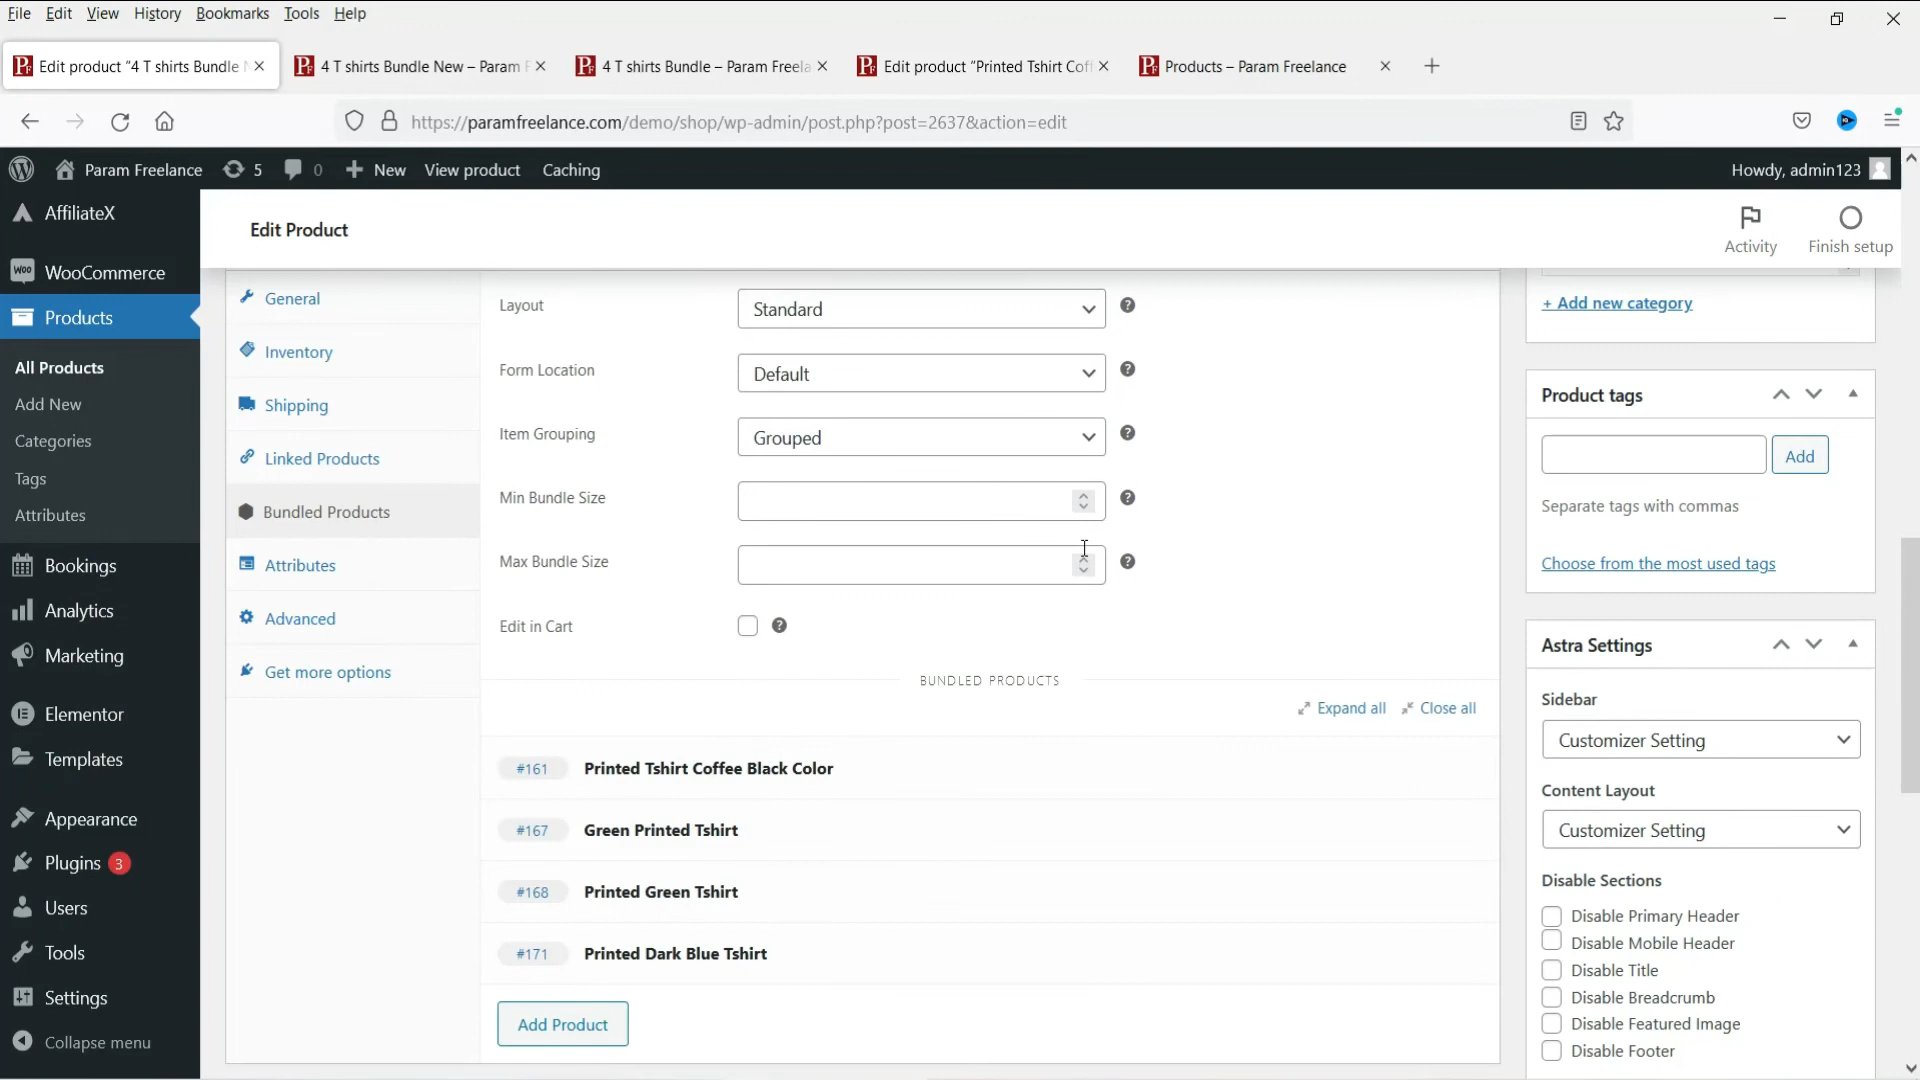 File Edit View History Bookmarks Tools Help
Edit product "4 T shirts Bundle N
4 T shirts Bundle New – Param F
4 T shirts Bundle – Param Freela
Edit product "Printed Tshirt Coff
Products – Param Freelance
https://paramfreelance.com/demo/shop/wp-admin/post.php?post=2637&action=edit
Param Freelance 5 0 New View product Caching Howdy, admin123
AffiliateX
WooCommerce
Products
All Products
Add New
Categories
Tags
Attributes
Bookings
Analytics
Marketing
Elementor
Templates
Appearance
Plugins 3
Users
Tools
Settings
Collapse menu
Edit Product
Activity
Finish setup
General
Inventory
Shipping
Linked Products
Bundled Products
Attributes
Advanced
Get more options
Layout Standard
Form Location Default
Item Grouping Grouped
Min Bundle Size
Max Bundle Size
Edit in Cart
BUNDLED PRODUCTS
Expand all Close all
#161 Printed Tshirt Coffee Black Color
#167 Green Printed Tshirt
#168 Printed Green Tshirt
#171 Printed Dark Blue Tshirt
Add Product
+ Add new category
Product tags
Add
Separate tags with commas
Choose from the most used tags
Astra Settings
Sidebar
Customizer Setting
Content Layout
Customizer Setting
Disable Sections
Disable Primary Header
Disable Mobile Header
Disable Title
Disable Breadcrumb
Disable Featured Image
Disable Footer